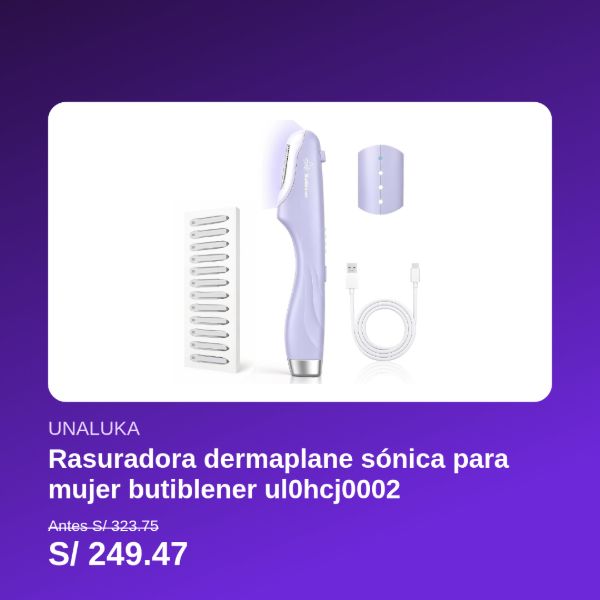 UNALUKA
Rasuradora dermaplane sónica para
mujer butiblener ul0hcj0002
Antes S/ 323.75
S/ 249.47